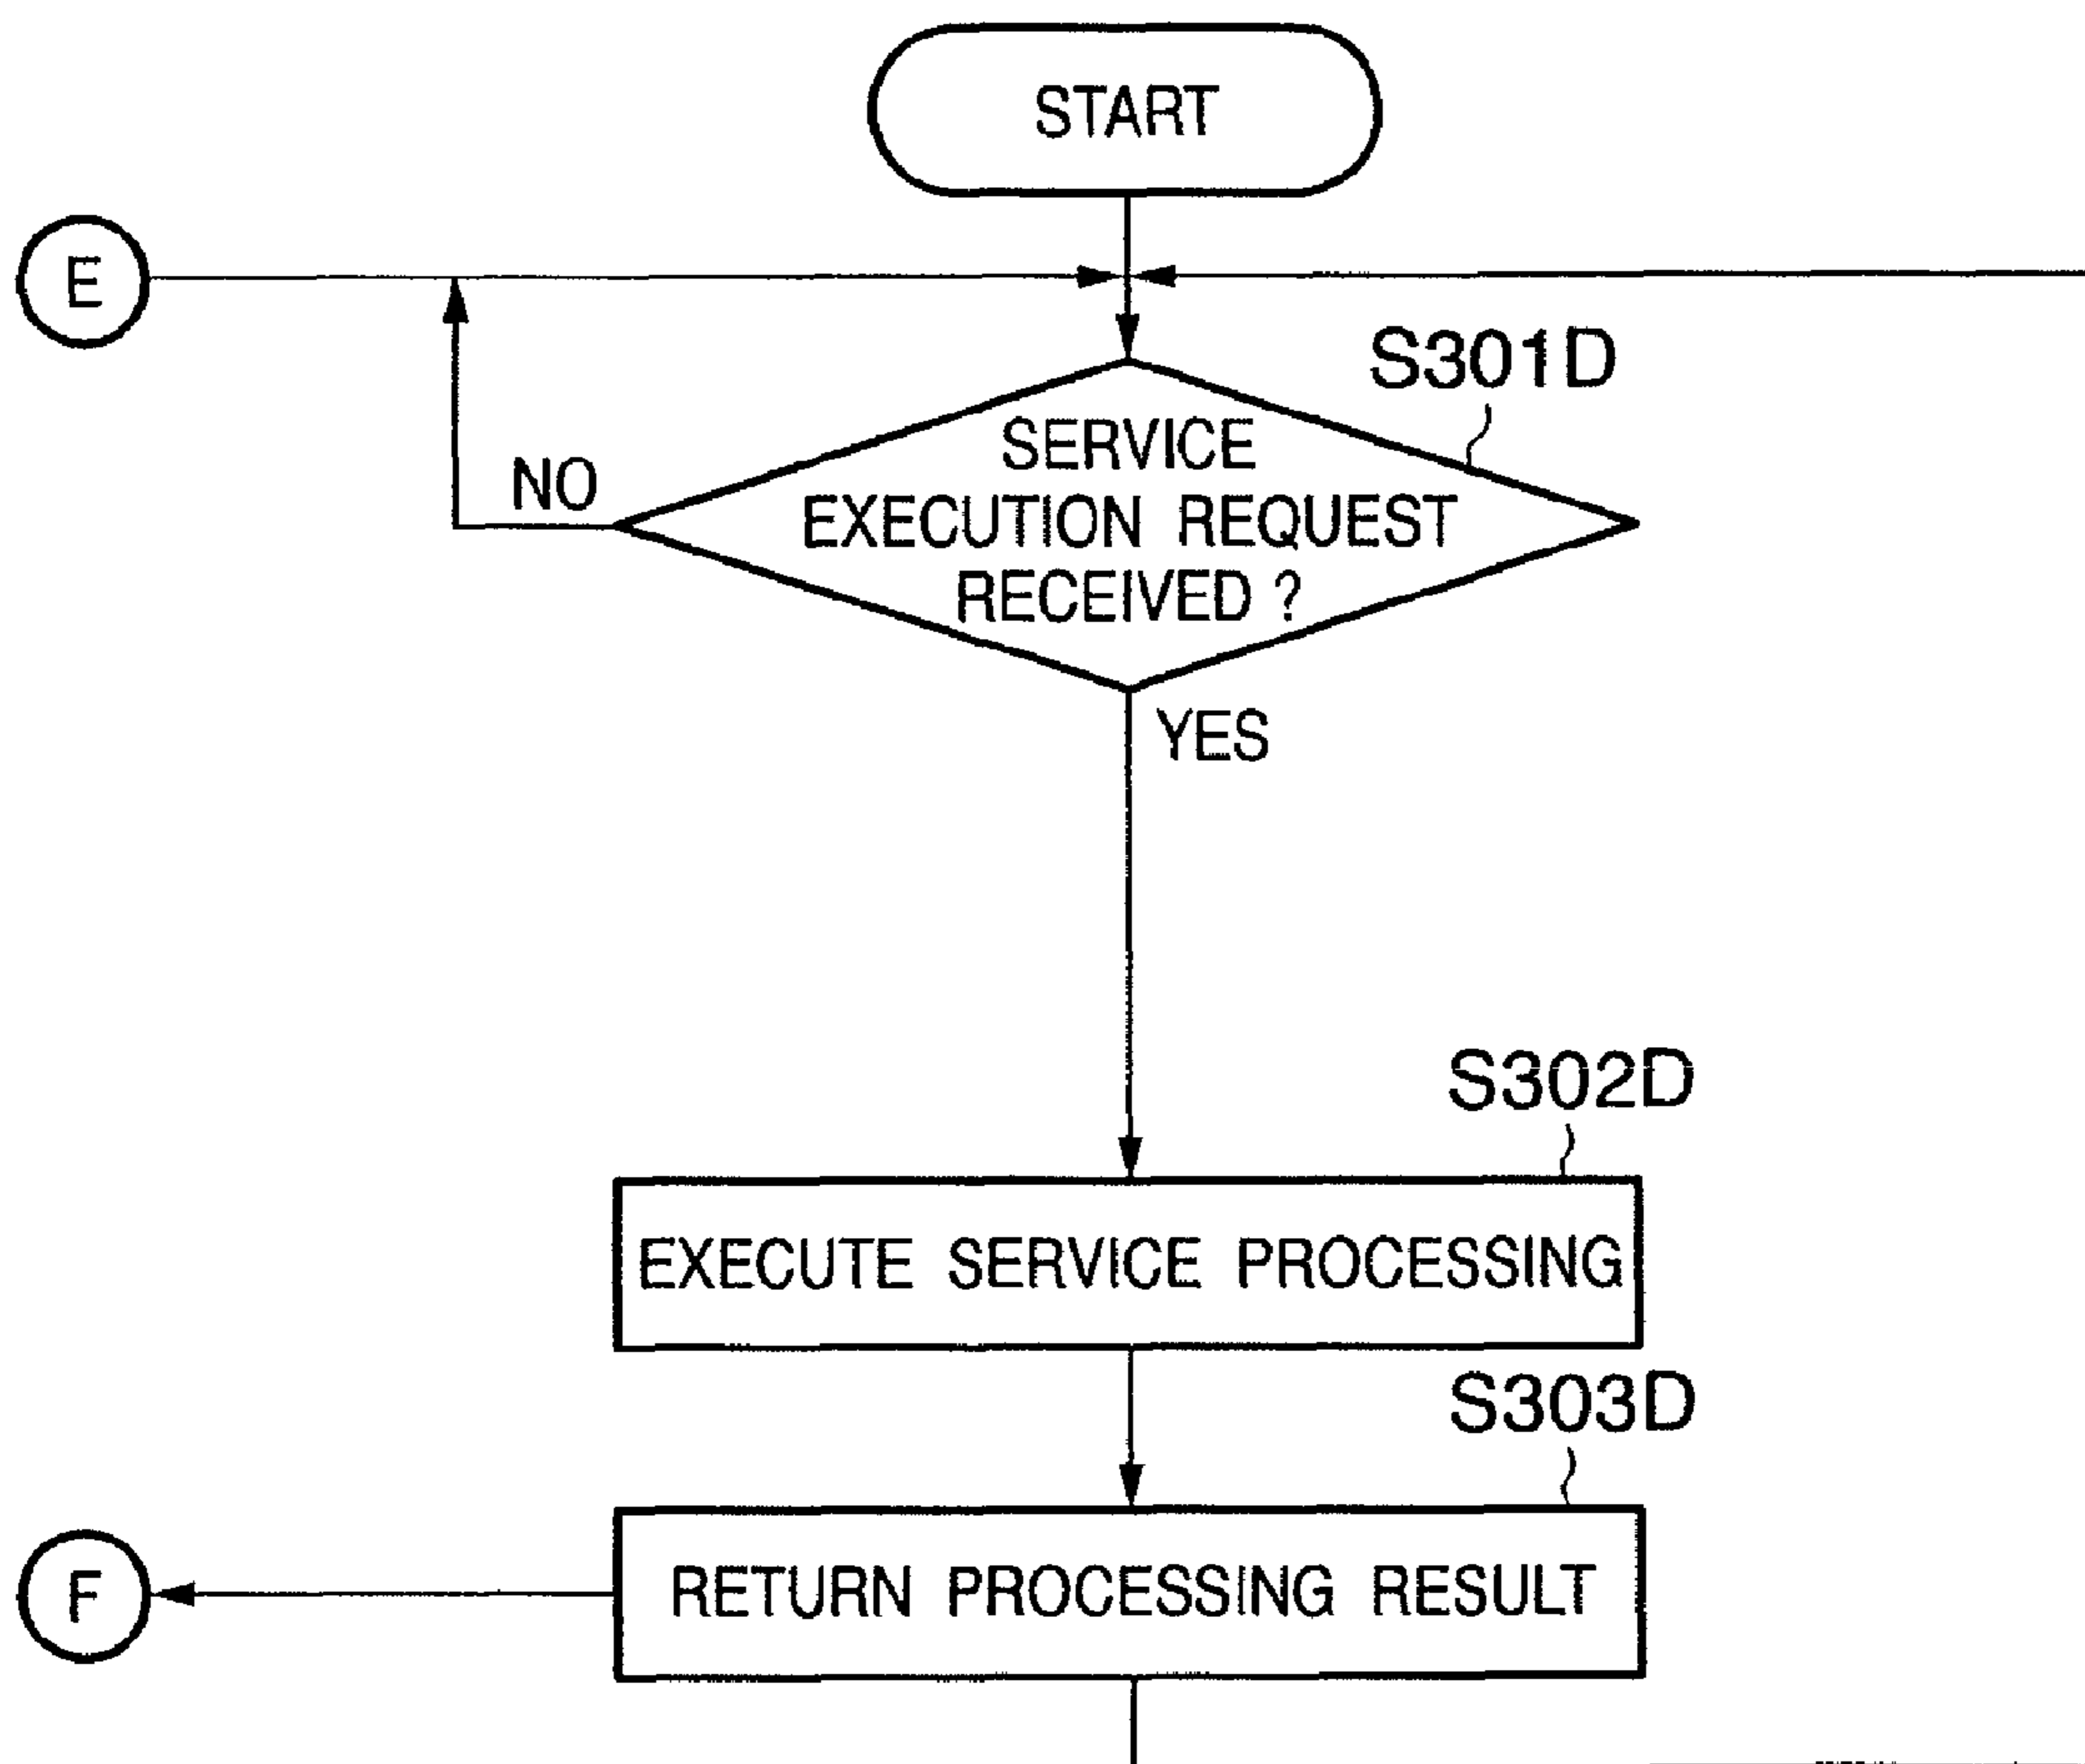 START
E
S301D
SERVICE
EXECUTION REQUEST
RECEIVED ?
NO
YES
S302D
EXECUTE SERVICE PROCESSING
S303D
RETURN PROCESSING RESULT
F